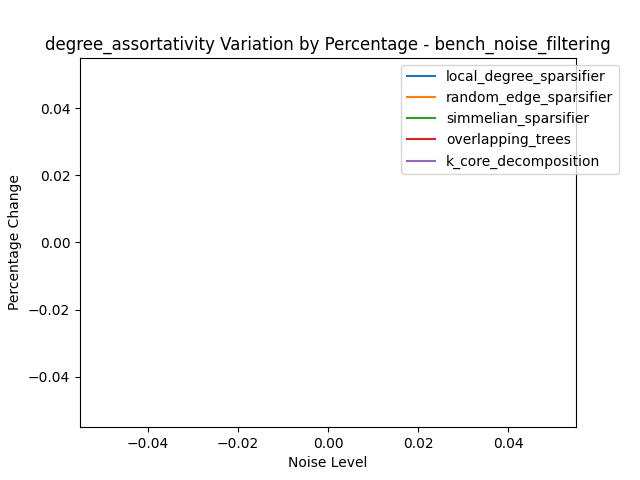 degree_assortativity Variation by Percentage - bench_noise_filtering
local_degree_sparsifier
random_edge_sparsifier
simmelian_sparsifier
overlapping_trees
k_core_decomposition
0.04
0.02
0.00
−0.02
−0.04
Percentage Change
−0.04
−0.02
0.00
0.02
0.04
Noise Level